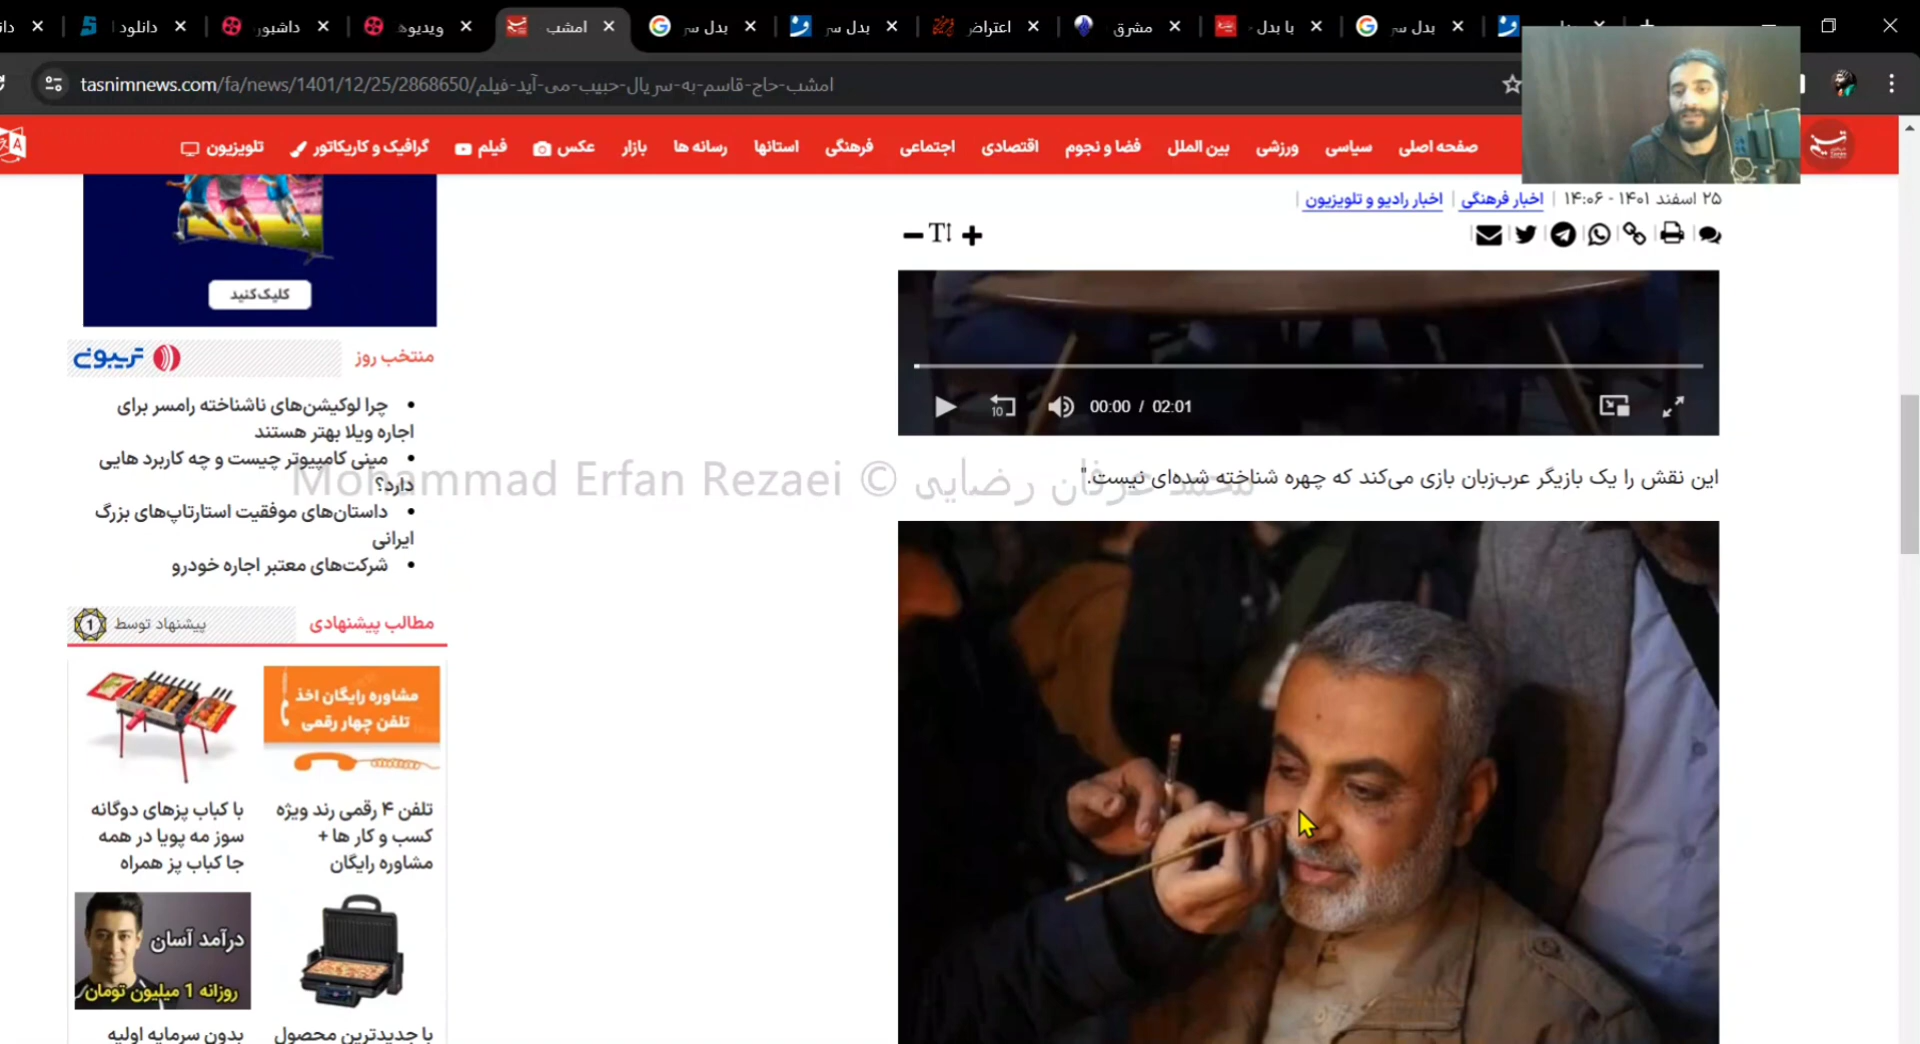 دانلود ا
داشبور
ویدیوه
امشب
بدل سر
بدل سر
اعتراض
مشرق
با بدل
بدل سر
tasnimnews.com/fa/news/1401/12/25/2868650/امشب-حاج-قاسم-به-سریال-حبیب-می-آید-فیلم
صفحه اصلی
سیاسی
ورزشی
بین الملل
فضا و نجوم
اقتصادی
اجتماعی
فرهنگی
استانها
رسانه ها
بازار
عکس
فیلم
گرافیک و کاریکاتور
تلویزیون
۲۵ اسفند ۱۴۰۱ - ۱۴:۰۶ | اخبار فرهنگی | اخبار رادیو و تلویزیون |
00:00 / 02:01
این نقش را یک بازیگر عرب‌زبان بازی می‌کند که چهره شناخته شده‌ای نیست."
Mohammad Erfan Rezaei © محمد عرفان رضایی
کلیک کنید
منتخب روز
تریبون
چرا لوکیشن‌های ناشناخته رامسر برای
اجاره ویلا بهتر هستند
مینی کامپیوتر چیست و چه کاربرد هایی
دارد؟
داستان‌های موفقیت استارتاپ‌های بزرگ
ایرانی
شرکت‌های معتبر اجاره خودرو
مطالب پیشنهادی
پیشنهاد توسط
1
مشاوره رایگان اخذ
تلفن چهار رقمی
تلفن ۴ رقمی رند ویژه
کسب و کار ها +
مشاوره رایگان
با کباب پزهای دوگانه
سوز مه پویا در همه
جا کباب پز همراه
درآمد آسان
روزانه 1 میلیون تومان
با جدیدترین محصول
بدون سرمایه اولیه